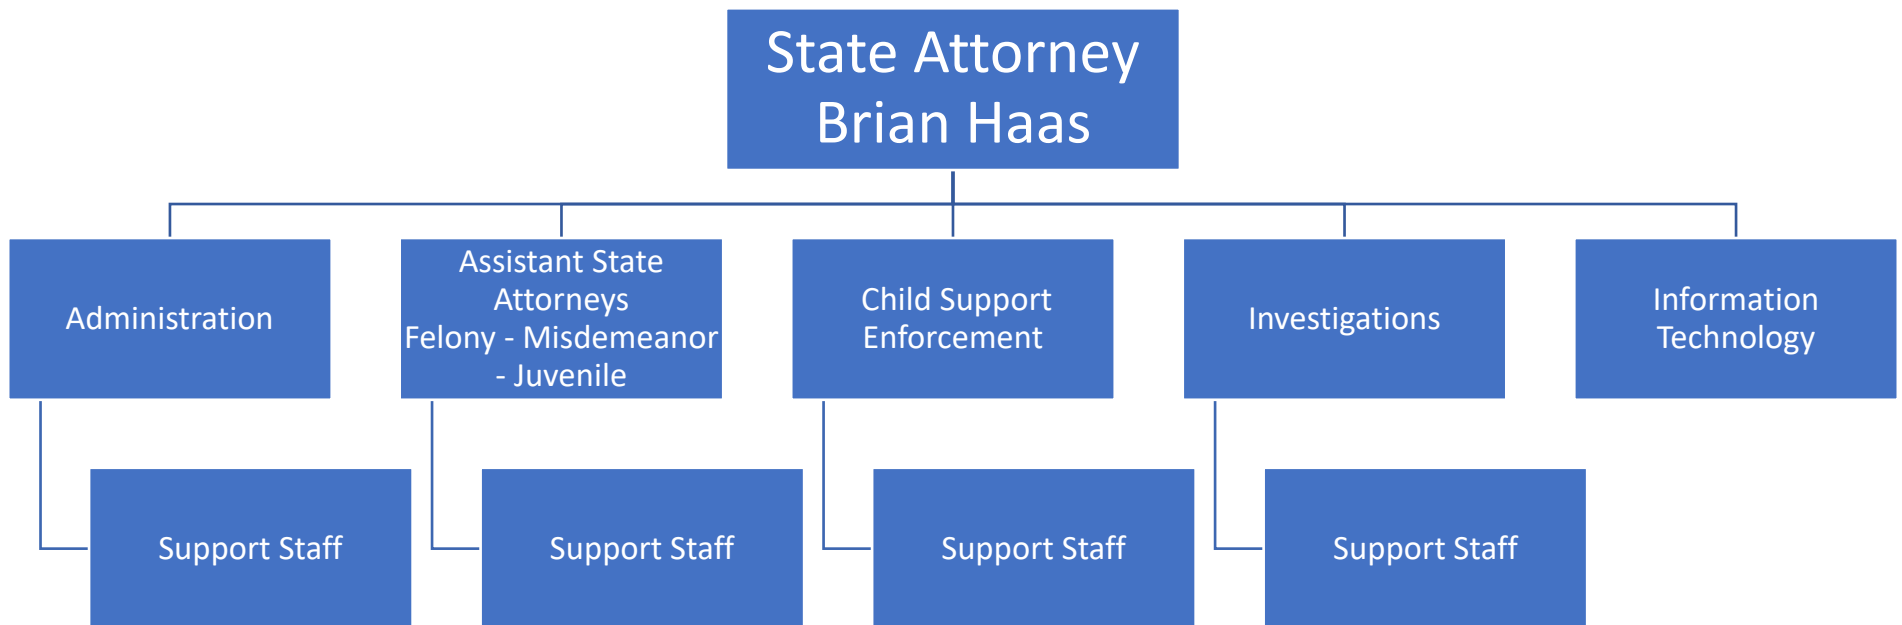 State Attorney
Brian Haas
Administration
Assistant State
Attorneys
Felony - Misdemeanor
- Juvenile
Child Support
Enforcement
Investigations
Information
Technology
Support Staff
Support Staff
Support Staff
Support Staff